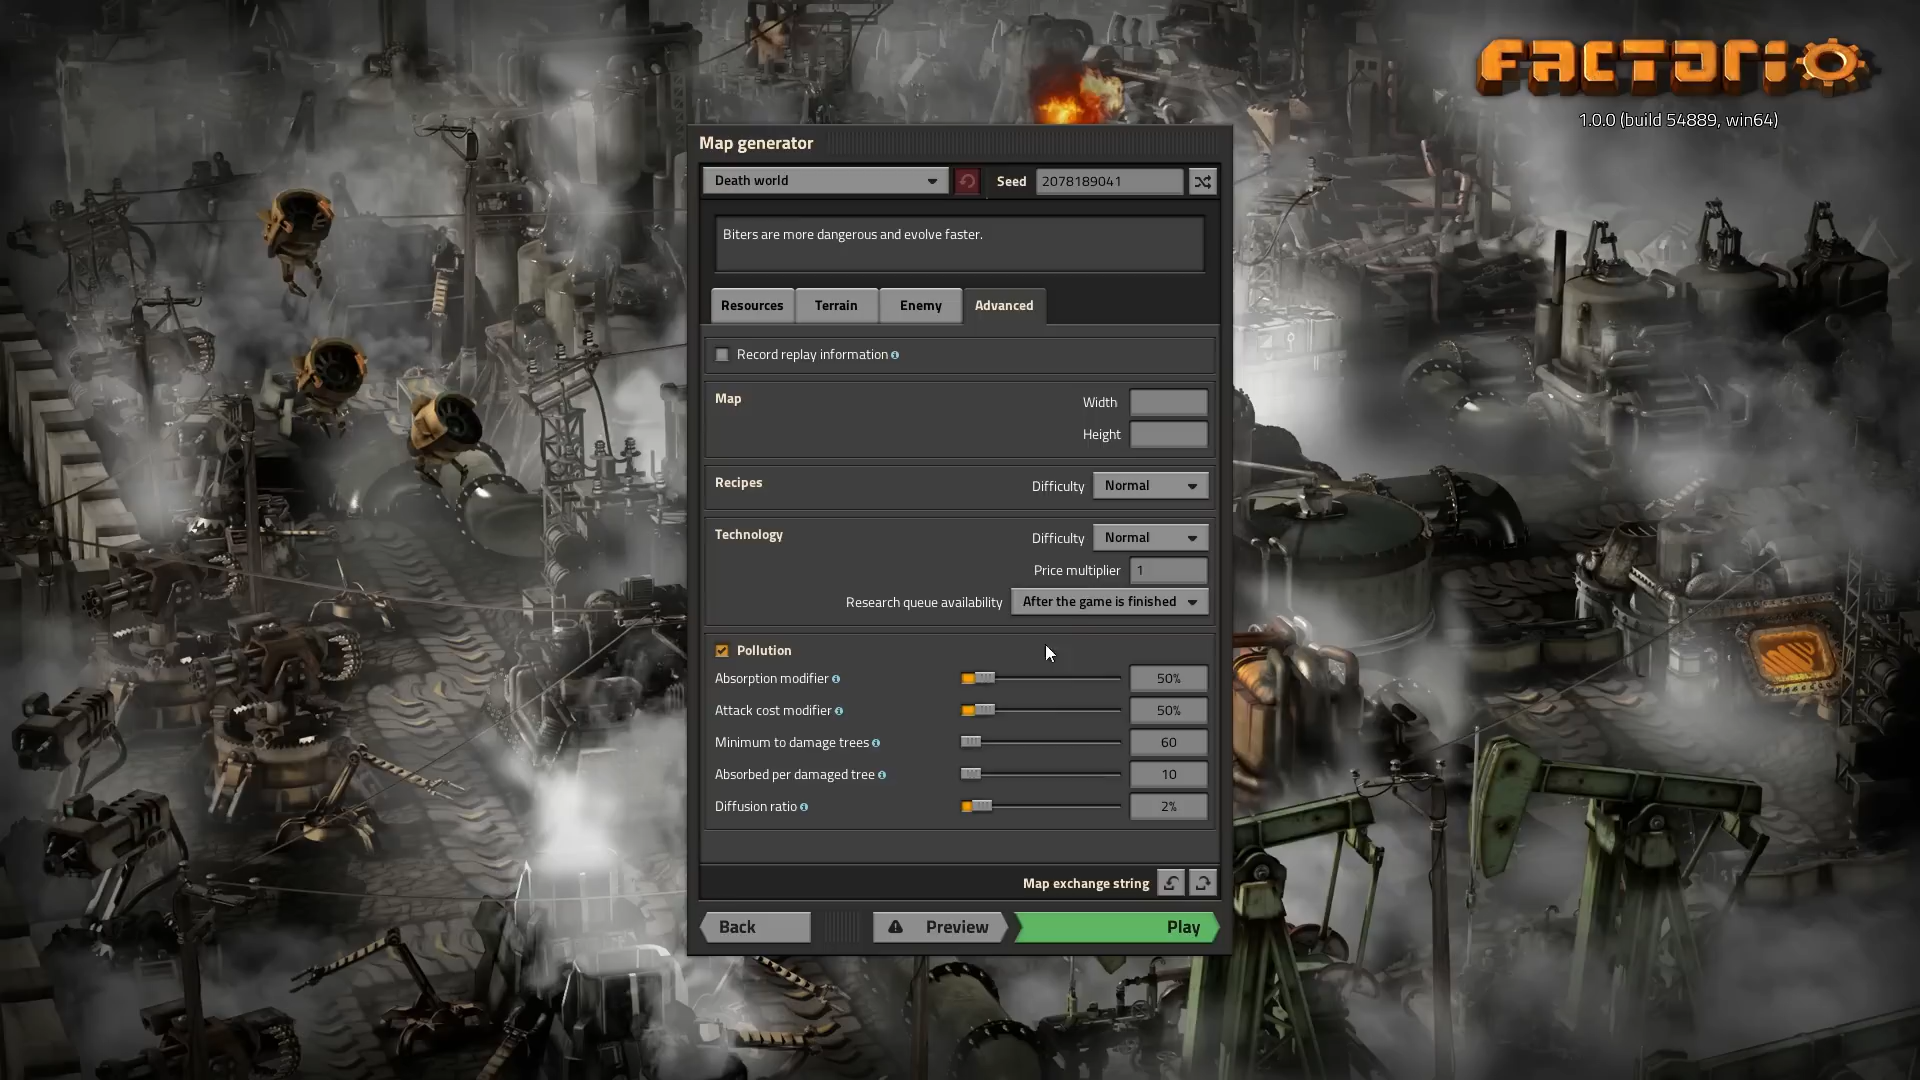 FACTORIO
1.0.0 (build 54889, win64)
Map generator
Death world
Seed
2078189041
Biters are more dangerous and evolve faster.
Resources
Terrain
Enemy
Advanced
Record replay information
Map
Width
Height
Recipes
Difficulty
Normal
Technology
Difficulty
Normal
Price multiplier
1
Research queue availability
After the game is finished
Pollution
Absorption modifier
50%
Attack cost modifier
50%
Minimum to damage trees
60
Absorbed per damaged tree
10
Diffusion ratio
2%
Map exchange string
Back
Preview
Play